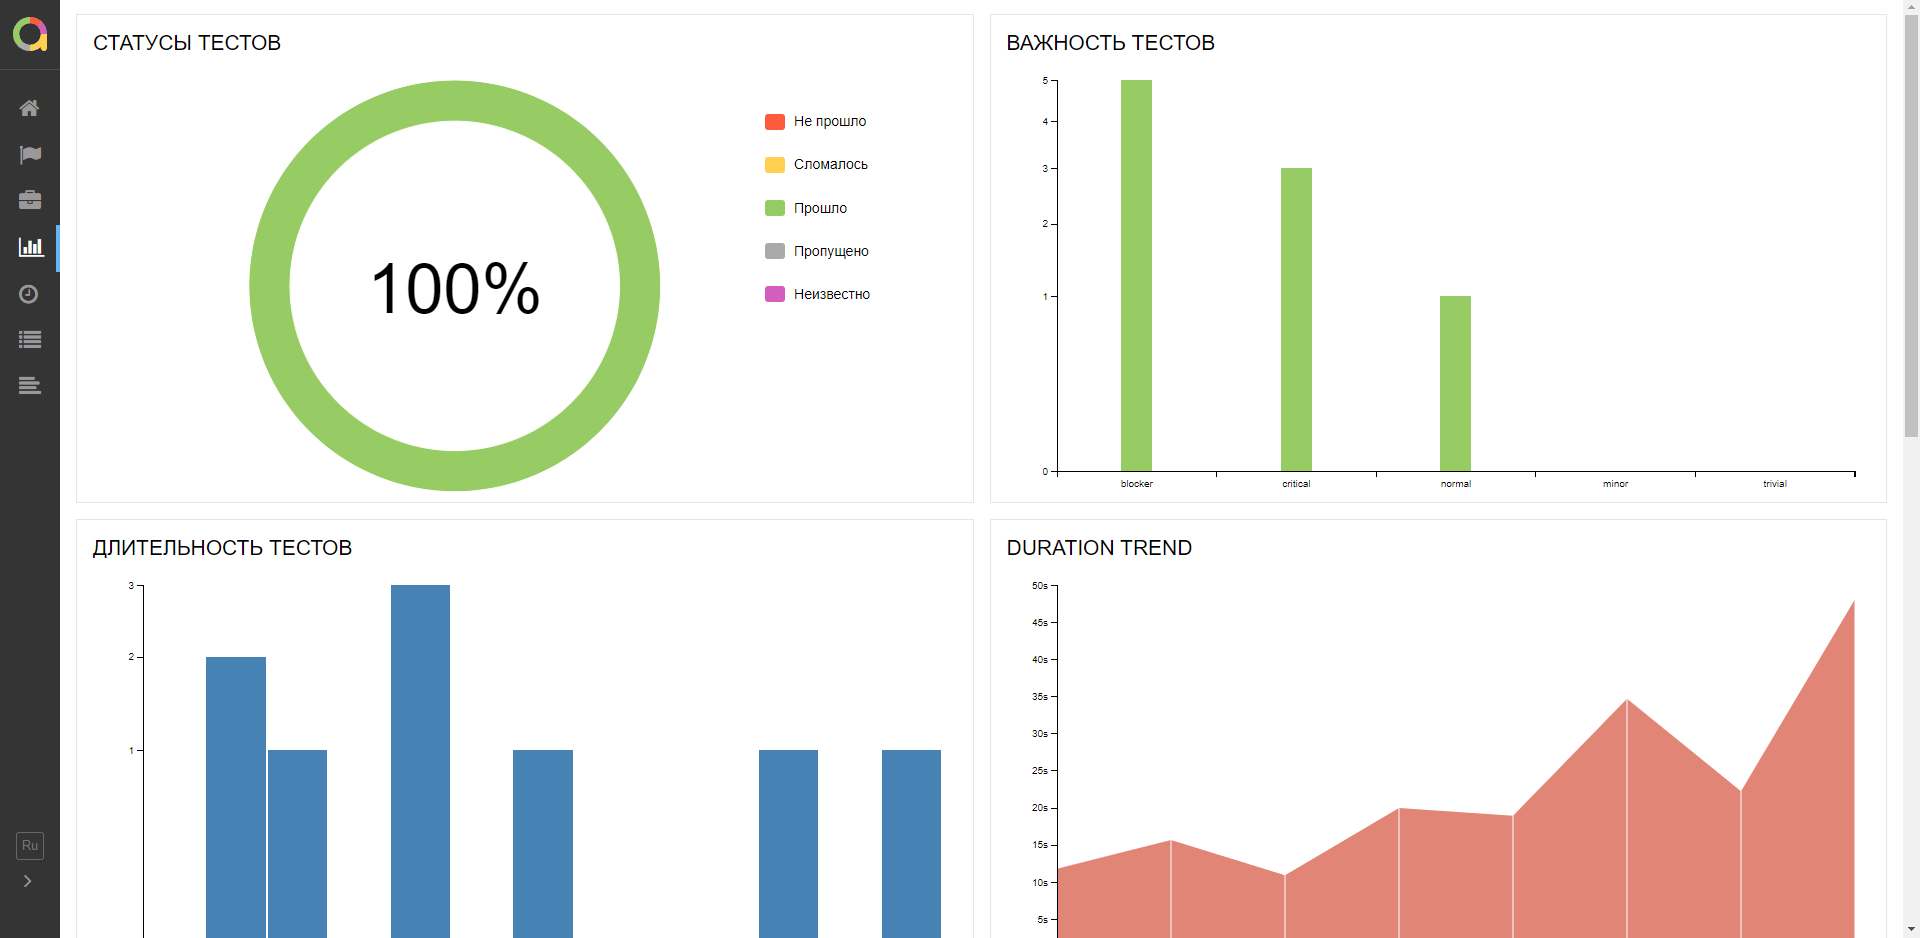 СТАТУСЫ ТЕСТОВ
100%
Не прошло
Сломалось
Прошло
Пропущено
Неизвестно
ВАЖНОСТЬ ТЕСТОВ
5
4
3
2
1
0
blocker critical normal minor trivial
ДЛИТЕЛЬНОСТЬ ТЕСТОВ
3
2
1
DURATION TREND
50s
45s
40s
35s
30s
25s
20s
15s
10s
5s
Ru